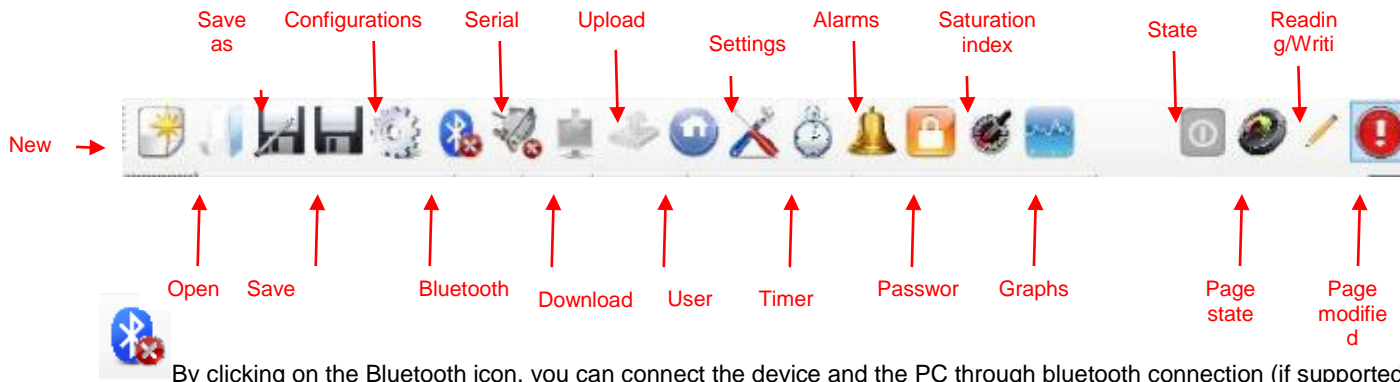 Save
as
Configurations
Serial
Upload
Settings
Alarms
Saturation
index
State
Readin
g/Writi
New
Open
Save
Bluetooth
Download
User
Timer
Passwor
Graphs
Page
state
Page
modifie
d
By clicking on the Bluetooth icon, you can connect the device and the PC through bluetooth connection (if supported